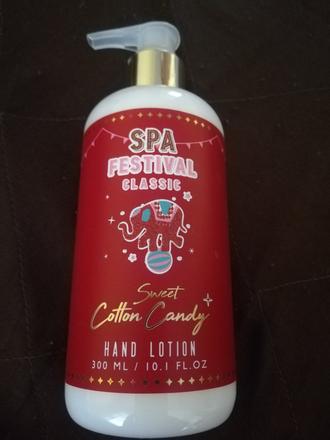 SPA
FESTIVAL
CLASSIC
Sweet
Cotton Candy
HAND LOTION
300 ML / 10.1 FL.OZ